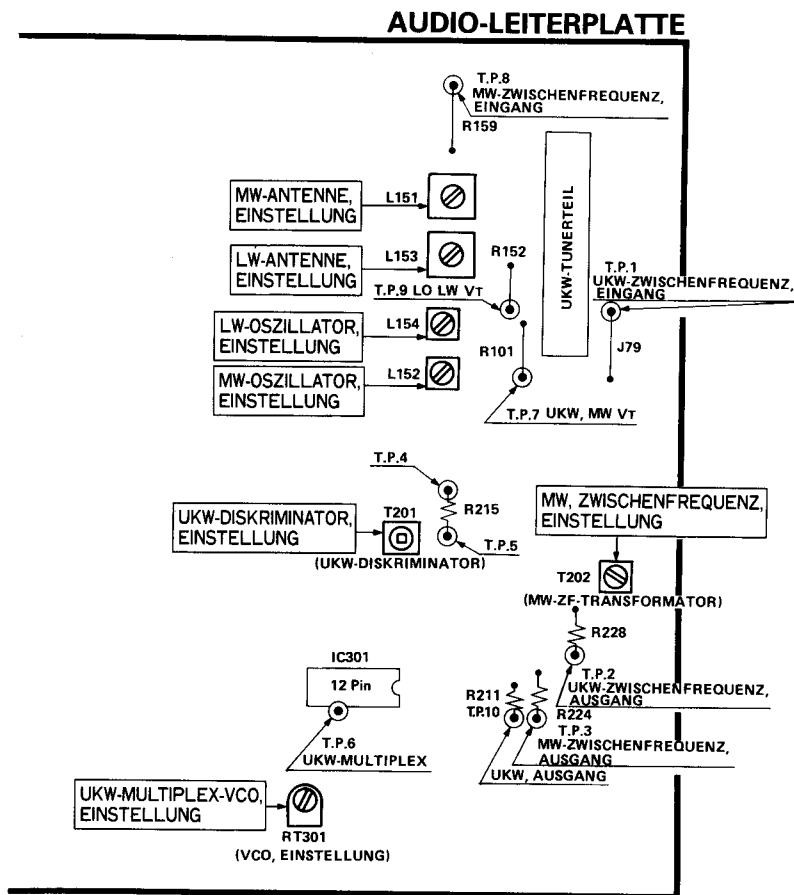 AUDIO-LEITERPLATTE
T.P.8
MW-ZWISCHENFREQUENZ,
EINGANG
R159
MW-ANTENNE,
EINSTELLUNG
L151
LW-ANTENNE,
EINSTELLUNG
L153
R152
UKW-TUNERTEIL
T.P.1
UKW-ZWISCHENFREQUENZ,
EINGANG
T.P.9 LO LW VT
LW-OSZILLATOR,
EINSTELLUNG
L154
R101
J79
MW-OSZILLATOR,
EINSTELLUNG
L152
T.P.7 UKW, MW VT
T.P.4
R215
UKW-DISKRIMINATOR,
EINSTELLUNG
T201
T.P.5
(UKW-DISKRIMINATOR)
MW, ZWISCHENFREQUENZ,
EINSTELLUNG
T202
(MW-ZF-TRANSFORMATOR)
R228
IC301
12 Pin
T.P.2
UKW-ZWISCHENFREQUENZ,
AUSGANG
R211
T.P.10
R224
T.P.3
MW-ZWISCHENFREQUENZ,
AUSGANG
UKW, AUSGANG
T.P.6
UKW-MULTIPLEX
UKW-MULTIPLEX-VCO,
EINSTELLUNG
RT301
(VCO, EINSTELLUNG)